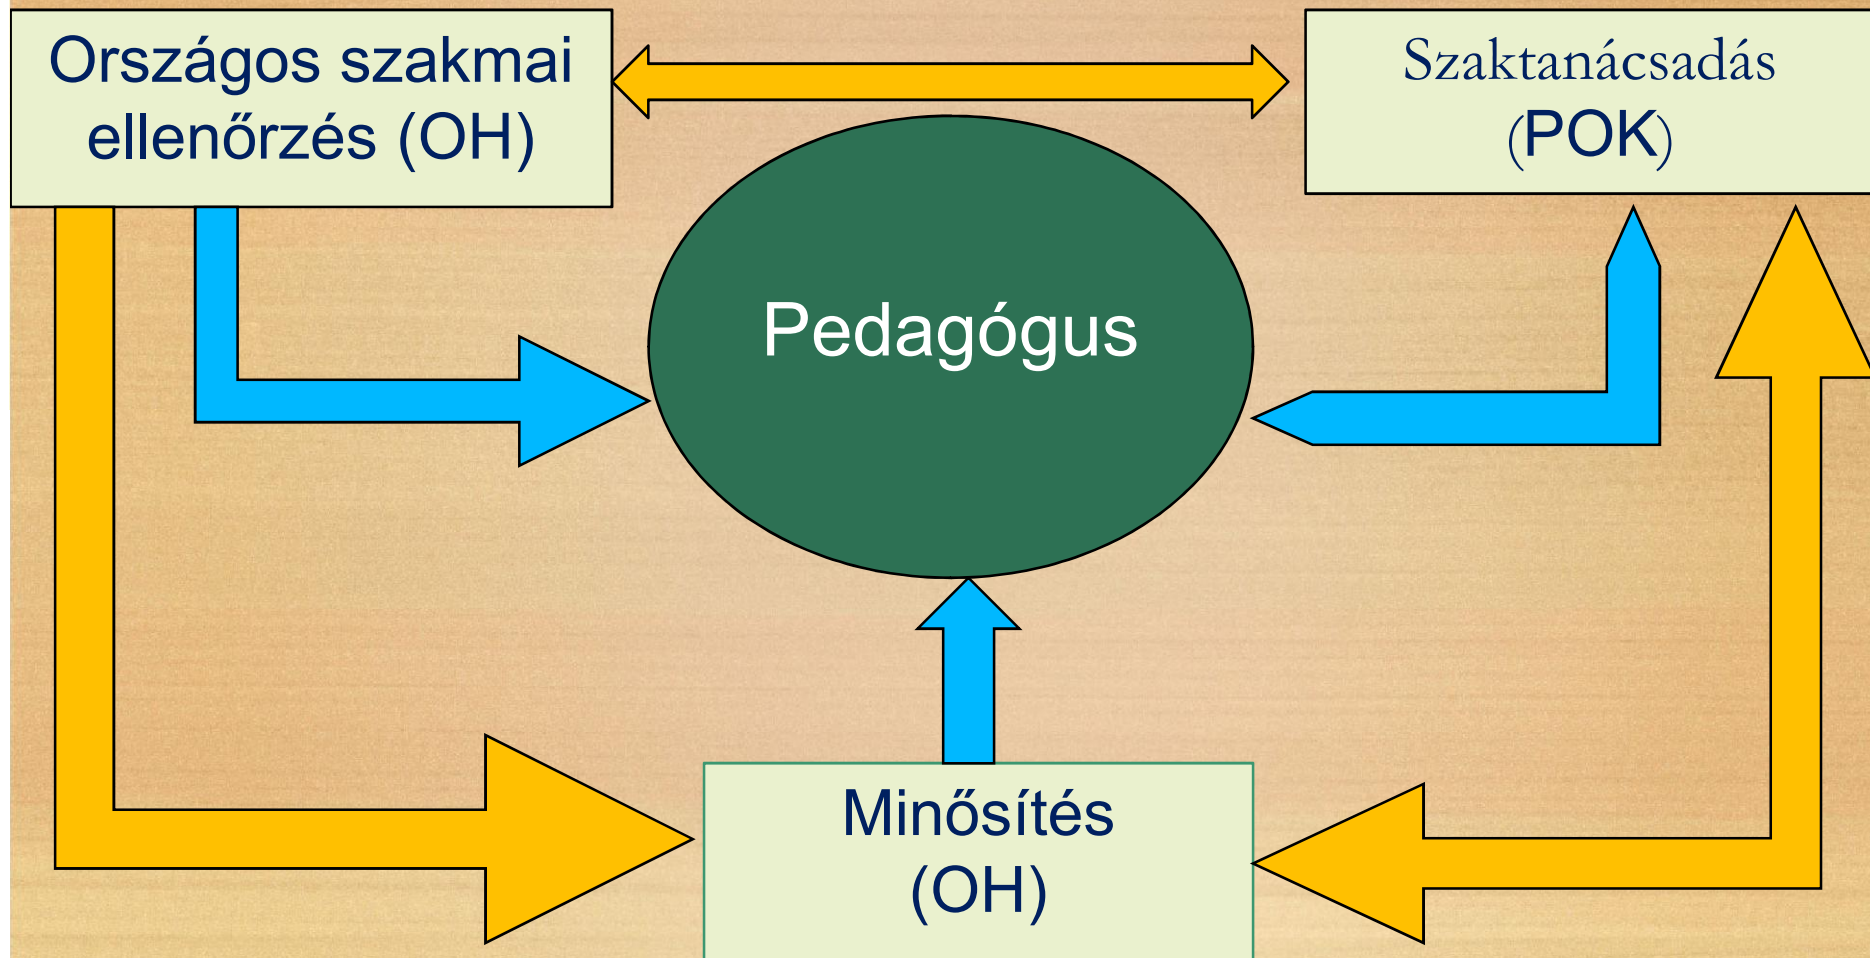 Országos szakmai
ellenőrzés (OH)
Szaktanácsadás
(POK)
Pedagógus
Minősítés
(OH)